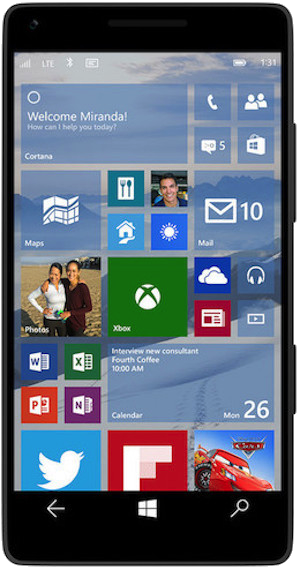 LTE
1:31
Welcome Miranda!
How can I help you today?
Cortana
5
Maps
10
Mail
Photos
Xbox
Interview new consultant
Fourth Coffee
10:00 AM
Calendar
Mon 26
W
X
P
N
CARS